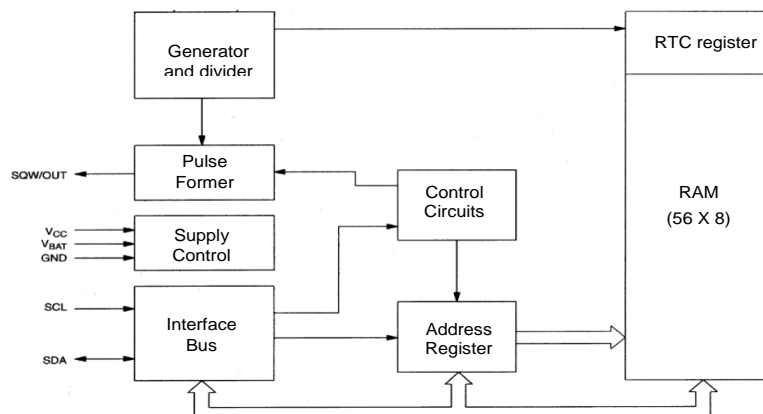 Generator
and divider
RTC register
SQW/OUT
Pulse
Former
Control
Circuits
RAM
(56 X 8)
VCC
VBAT
GND
Supply
Control
SCL
SDA
Interface
Bus
Address
Register